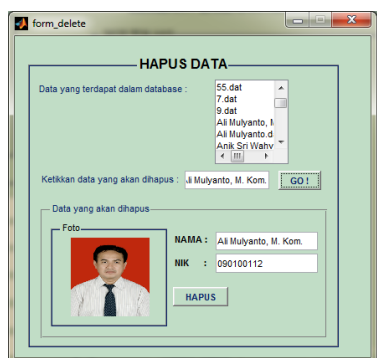 form_delete
HAPUS DATA
Data yang terdapat dalam database :
55.dat
7.dat
9.dat
Ali Mulyanto,
Ali Mulyanto.d
Anik Sri Wahy
Ketikkan data yang akan dihapus :
Mulyanto, M. Kom.
GO !
Data yang akan dihapus
Foto
NAMA :
Ali Mulyanto, M. Kom.
NIK :
090100112
HAPUS